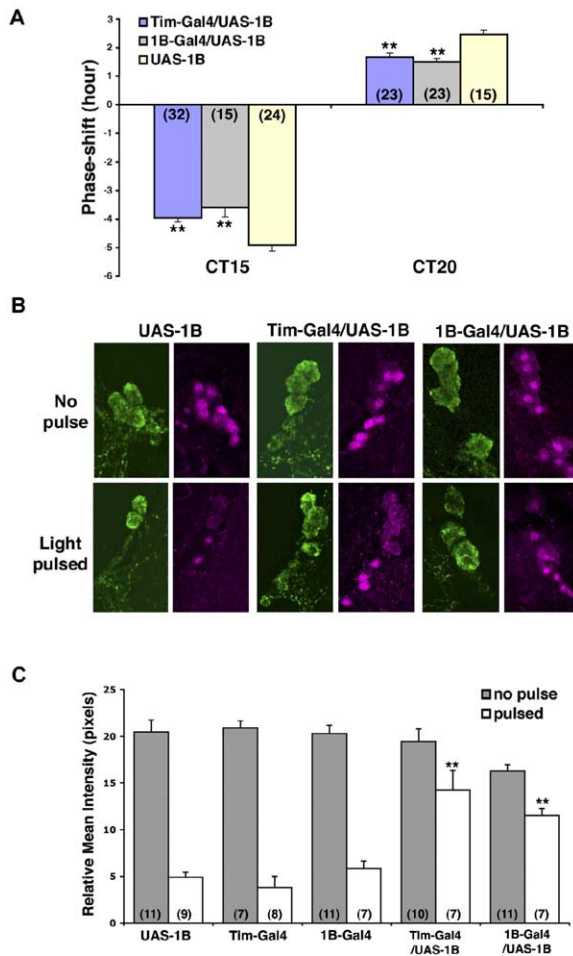 A
Tim-Gal4/UAS-1B
1B-Gal4/UAS-1B
UAS-1B
Phase-shift (hour)
3
2
1
0
-1
-2
-3
-4
-5
-6
(32)
(15)
(24)
**
**
CT15
**
**
(23)
(23)
(15)
CT20
B
UAS-1B
Tim-Gal4/UAS-1B
1B-Gal4/UAS-1B
No
pulse
Light
pulsed
C
Relative Mean Intensity (pixels)
25
20
15
10
5
0
no pulse
pulsed
**
**
(11)
(9)
(7)
(8)
(11)
(7)
(10)
(7)
(11)
(7)
UAS-1B
Tim-Gal4
1B-Gal4
Tim-Gal4
/UAS-1B
1B-Gal4
/UAS-1B